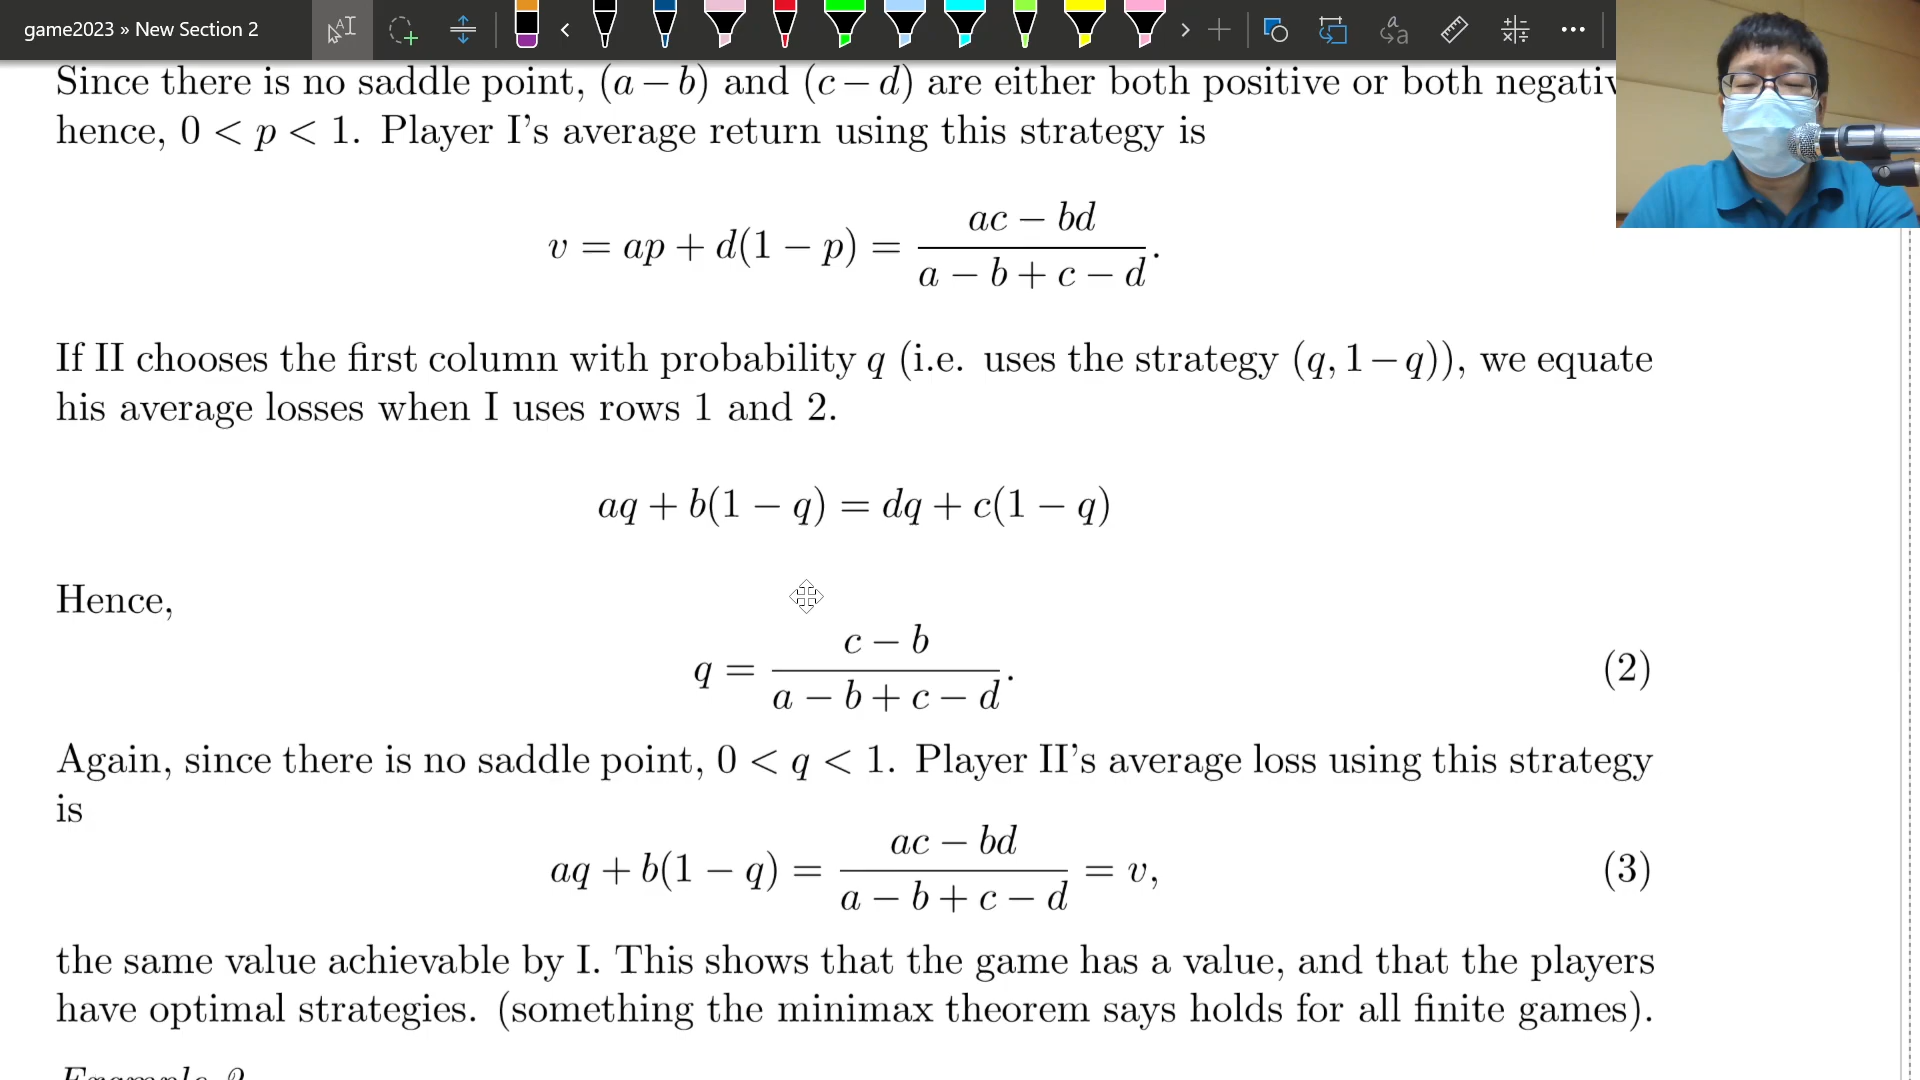 game2023 » New Section 2
Since there is no saddle point, (a − b) and (c − d) are either both positive or both negativ
hence, 0 < p < 1. Player I's average return using this strategy is
v = ap + d(1 − p) = \frac{ac − bd}{a − b + c − d}.
If II chooses the first column with probability q (i.e. uses the strategy (q, 1 − q)), we equate
his average losses when I uses rows 1 and 2.
aq + b(1 − q) = dq + c(1 − q)
Hence,
q = \frac{c − b}{a − b + c − d}. (2)
Again, since there is no saddle point, 0 < q < 1. Player II's average loss using this strategy
is
aq + b(1 − q) = \frac{ac − bd}{a − b + c − d} = v, (3)
the same value achievable by I. This shows that the game has a value, and that the players
have optimal strategies. (something the minimax theorem says holds for all finite games).
Example 2